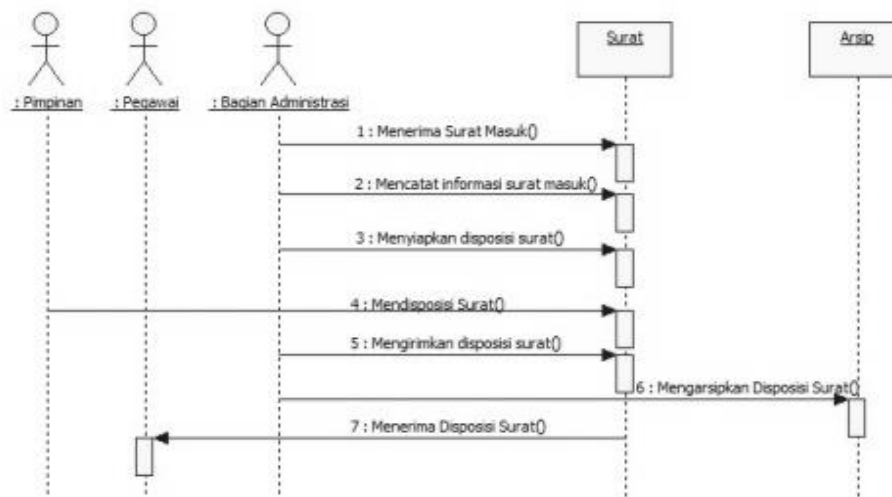 Surat
Arsip
: Pimpinan
: Pegawai
: Bagian Administrasi
1 : Menerima Surat Masuk()
2 : Mencatat informasi surat masuk()
3 : Menyiapkan disposisi surat()
4 : Mendisposisi Surat()
5 : Mengirimkan disposisi surat()
6 : Mengarsipkan Disposisi Surat()
7 : Menerima Disposisi Surat()